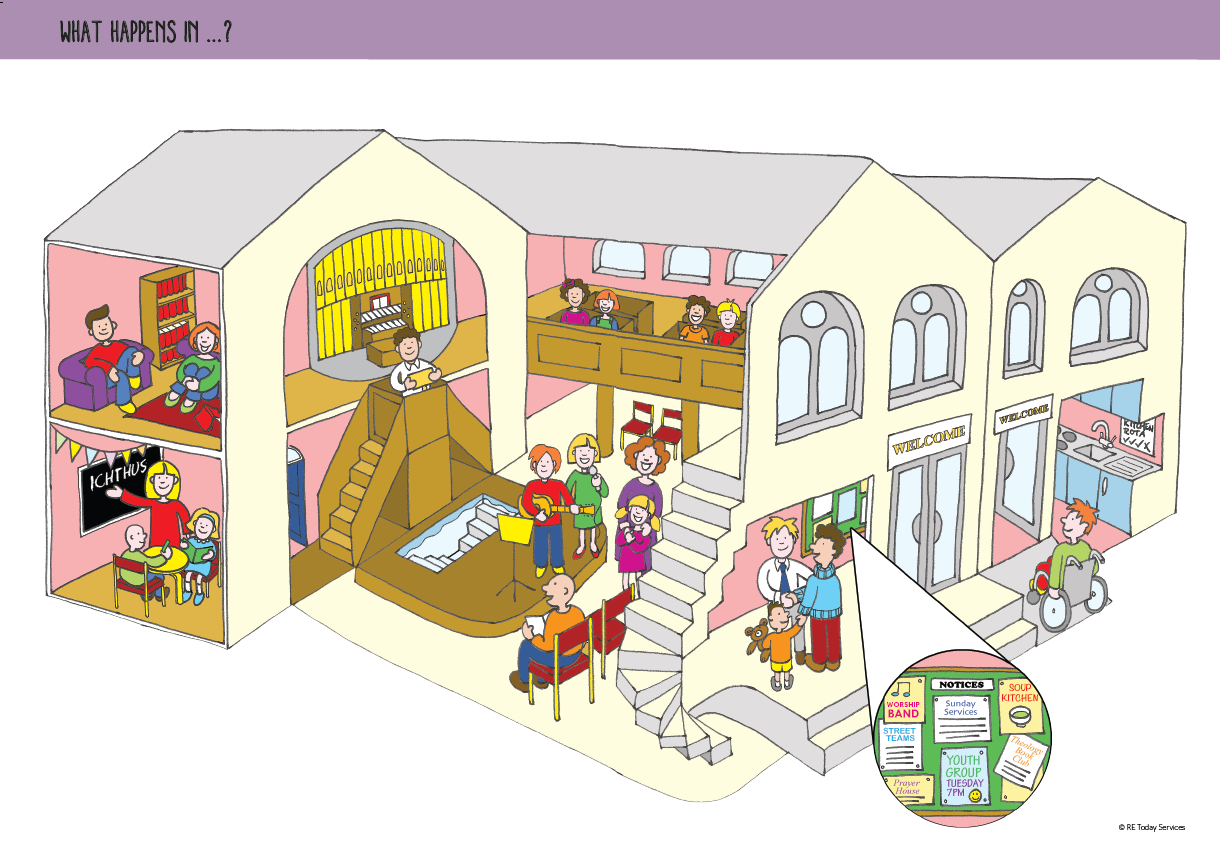 WHAT HAPPENS IN ...?
ICHTHUS
WELCOME
WELCOME
KITCHEN
ROTA
NOTICES
WORSHIP
BAND
Sunday
Services
SOUP
KITCHEN
STREET
TEAMS
Theology
Book
Club
YOUTH
GROUP
TUESDAY
7PM
Prayer
House
© RE Today Services